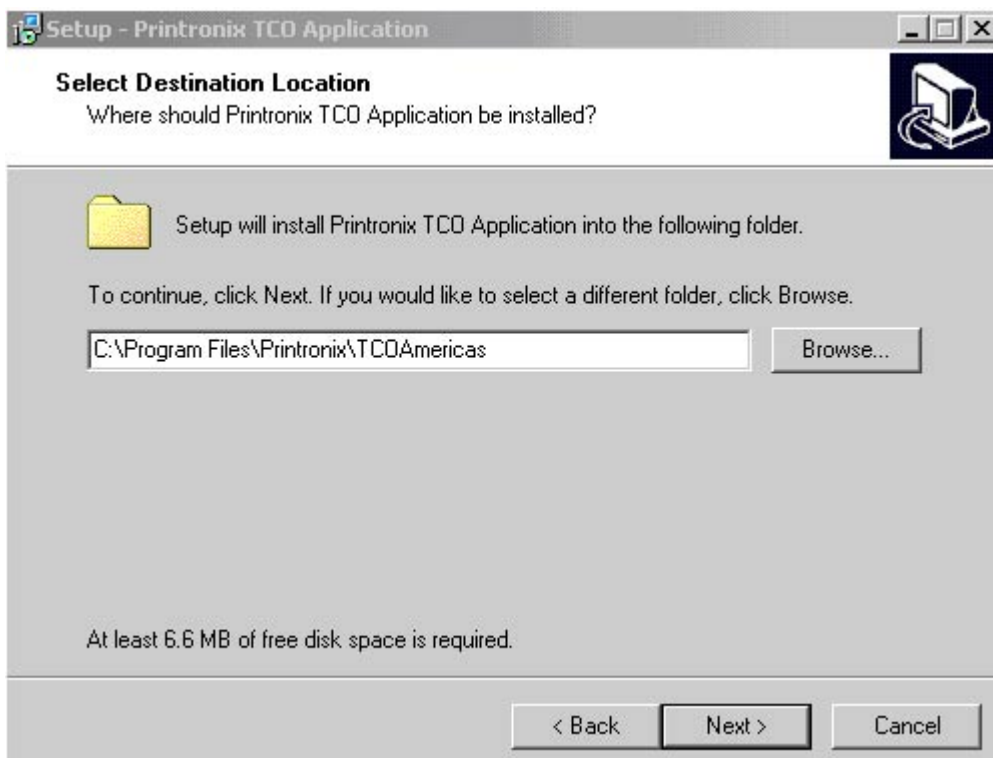 Setup - Printronix TCO Application
Select Destination Location
Where should Printronix TCO Application be installed?
Setup will install Printronix TCO Application into the following folder.
To continue, click Next. If you would like to select a different folder, click Browse.
C:\Program Files\Printronix\TCOAmericas
Browse...
At least 6.6 MB of free disk space is required.
< Back
Next >
Cancel